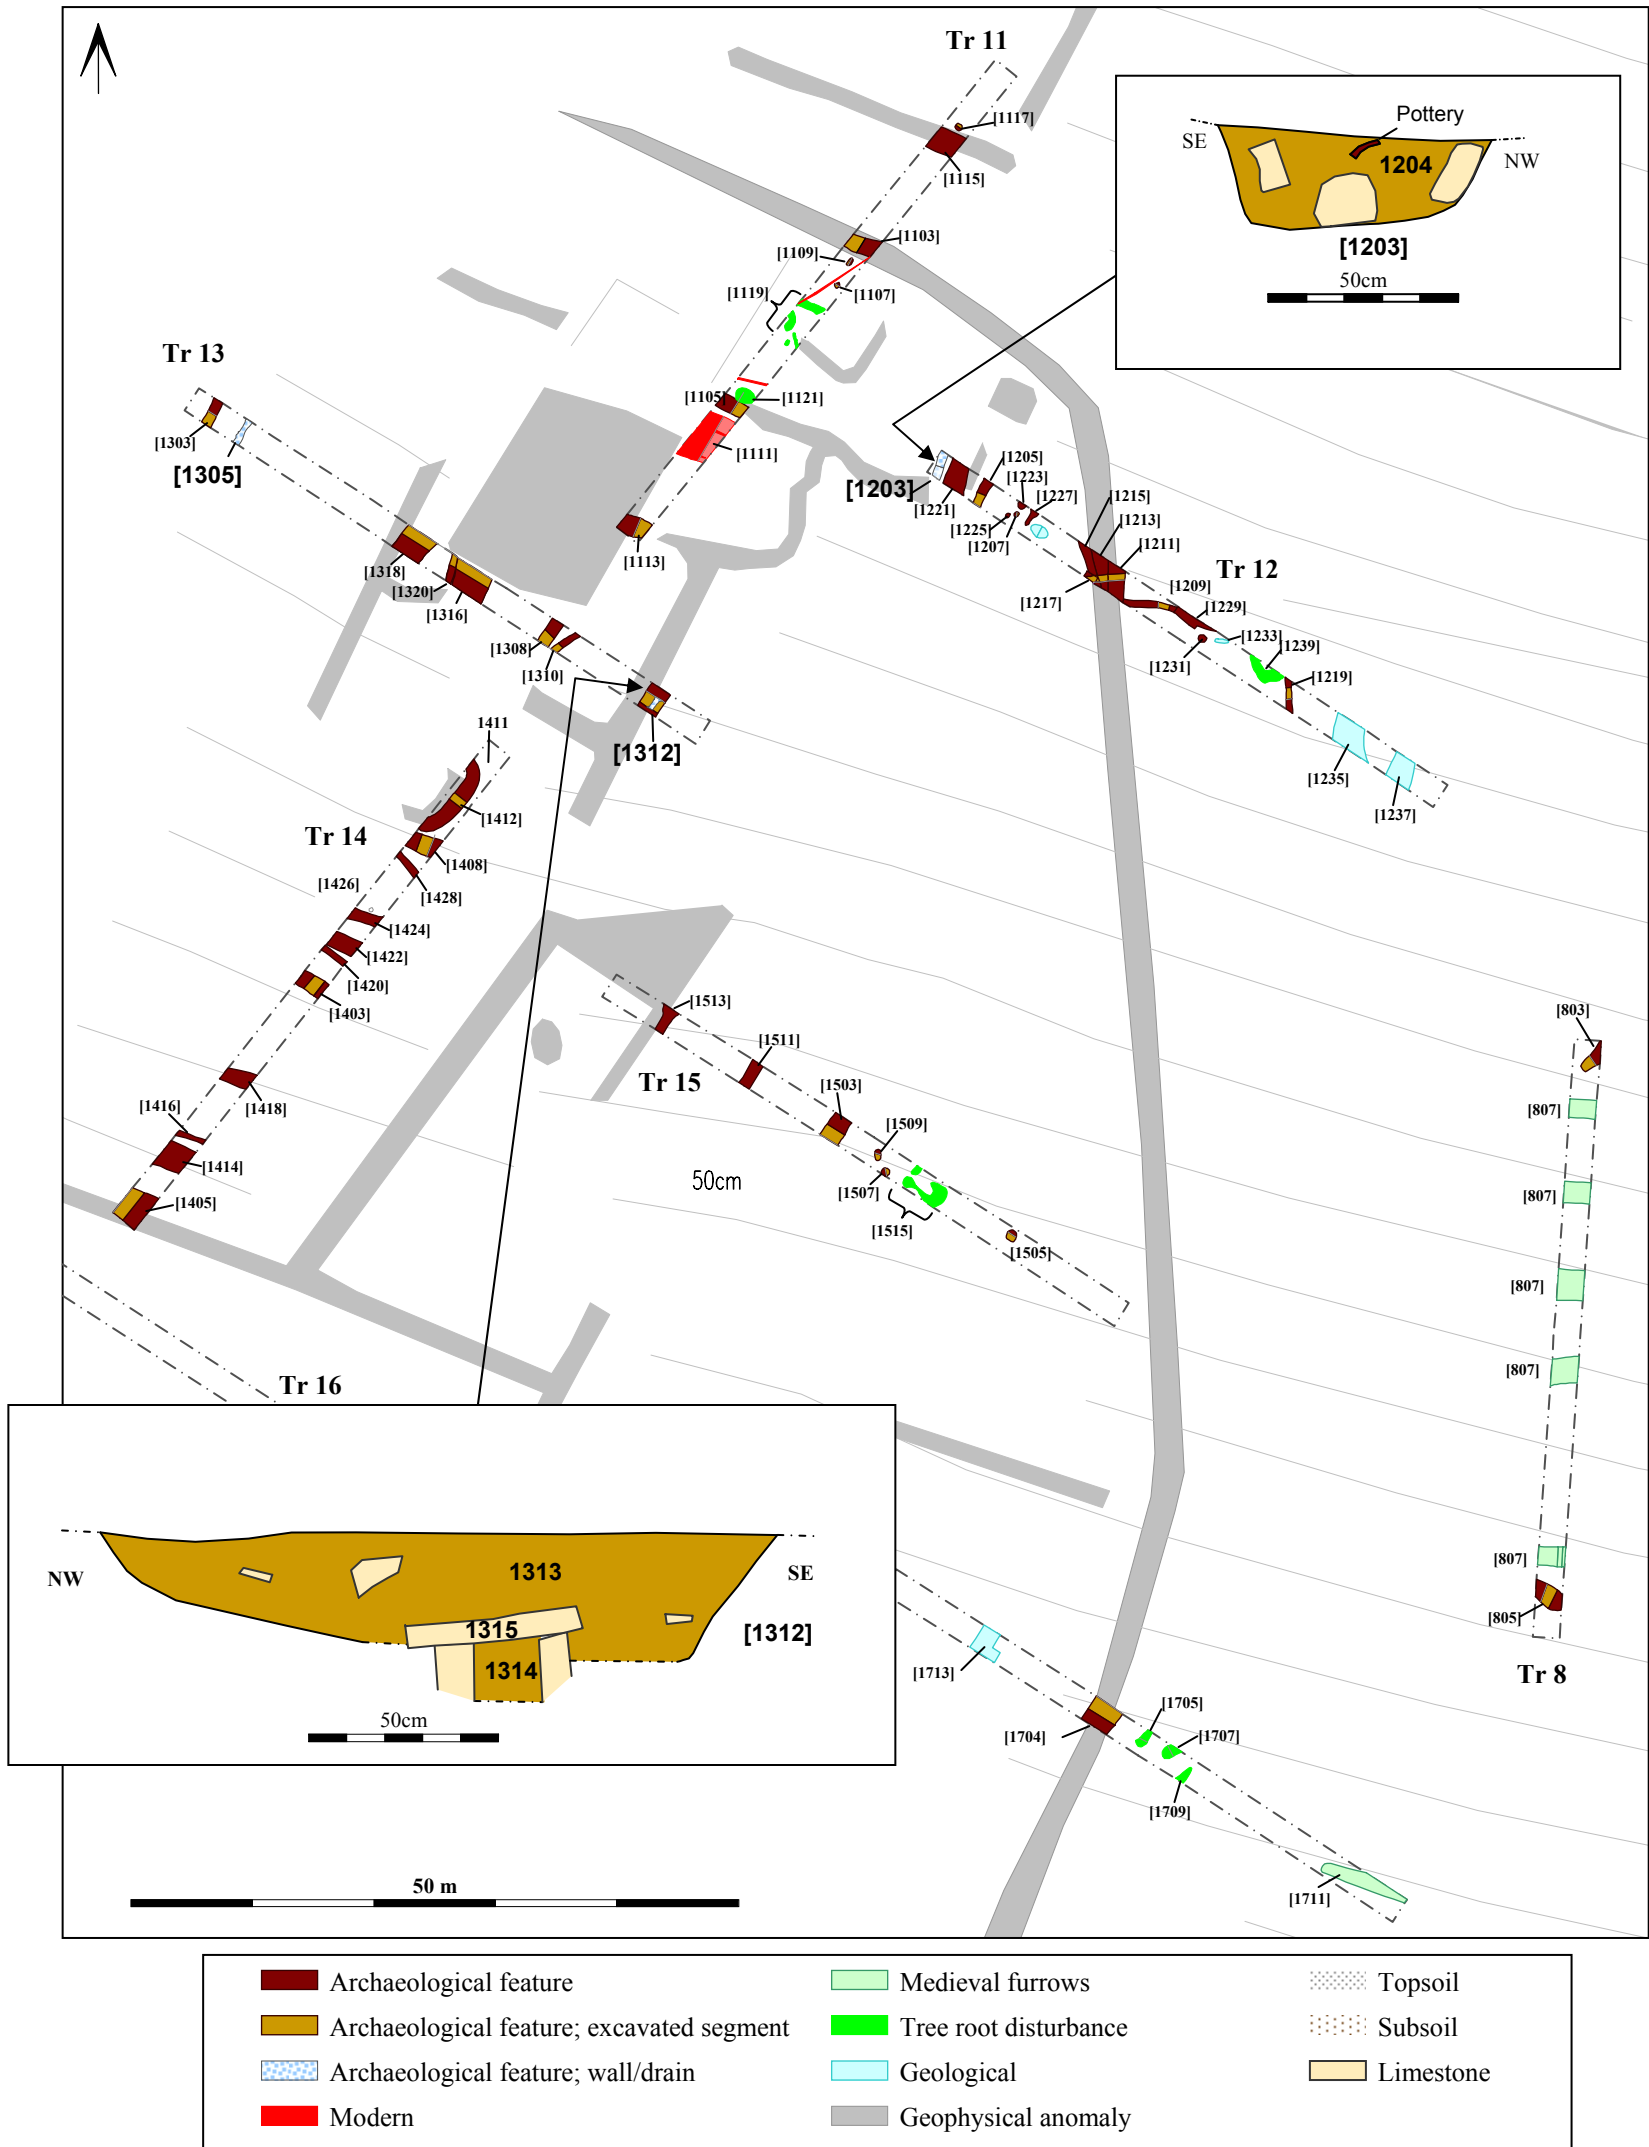 Tr 11
[1117]
[1115]
Pottery
SE
1204
NW
[1203]
50cm
[1103]
[1109]
[1107]
[1119]
Tr 13
[1105]
[1121]
[1111]
[1303]
[1305]
[1113]
[1203]
[1221]
[1205]
[1223]
[1227]
[1225]
[1207]
[1215]
[1213]
[1211]
Tr 12
[1217]
[1209]
[1229]
[1233]
[1231]
[1239]
[1219]
[1235]
[1237]
[1318]
[1320]
[1316]
[1308]
[1310]
[1312]
1411
Tr 14
[1412]
[1408]
[1426]
[1428]
[1424]
[1422]
[1420]
[1403]
[1418]
[1416]
[1414]
[1405]
[1513]
[1511]
Tr 15
[1503]
[1509]
50cm
[1507]
[1515]
[1505]
[803]
[807]
[807]
[807]
[807]
[807]
[805]
Tr 8
Tr 16
NW
1313
SE
1315
[1312]
1314
50cm
[1713]
[1704]
[1705]
[1707]
[1709]
[1711]
50 m
Archaeological feature
Archaeological feature; excavated segment
Archaeological feature; wall/drain
Modern
Medieval furrows
Tree root disturbance
Geological
Geophysical anomaly
Topsoil
Subsoil
Limestone